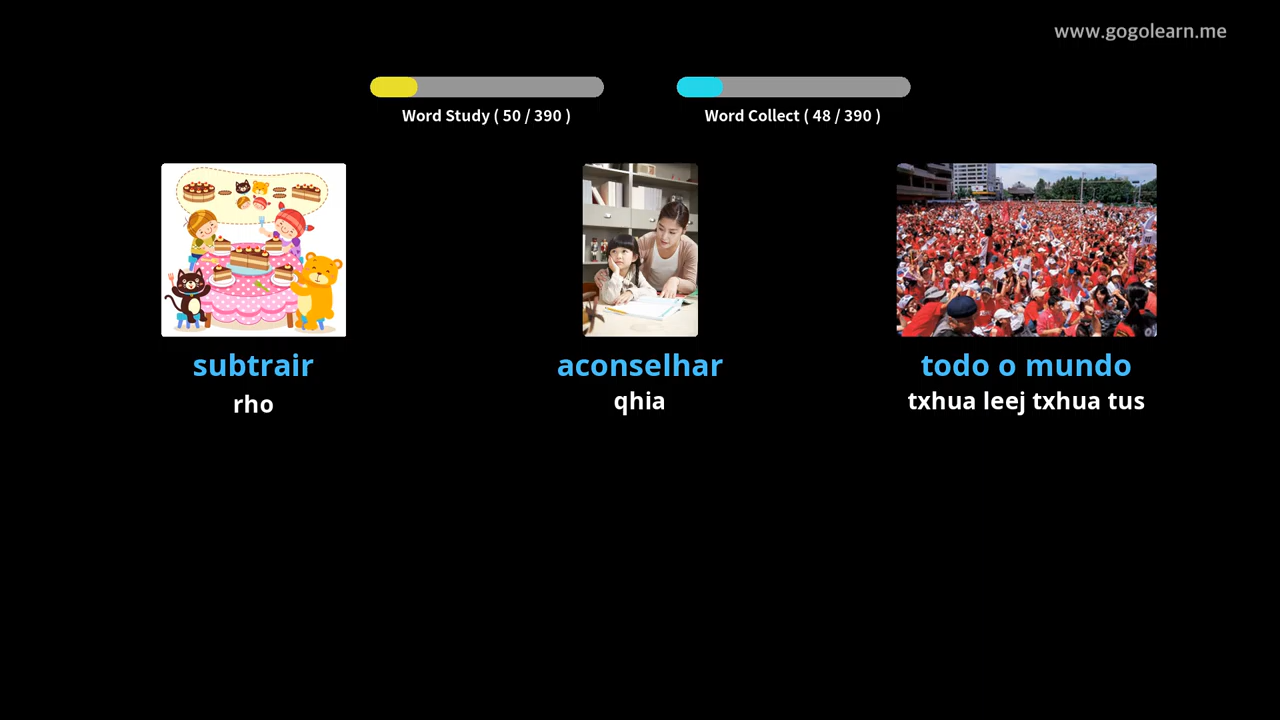 www.gogolearn.me
Word Study ( 50 / 390 )
Word Collect ( 48 / 390 )
subtrair
rho
aconselhar
qhia
todo o mundo
txhua leej txhua tus